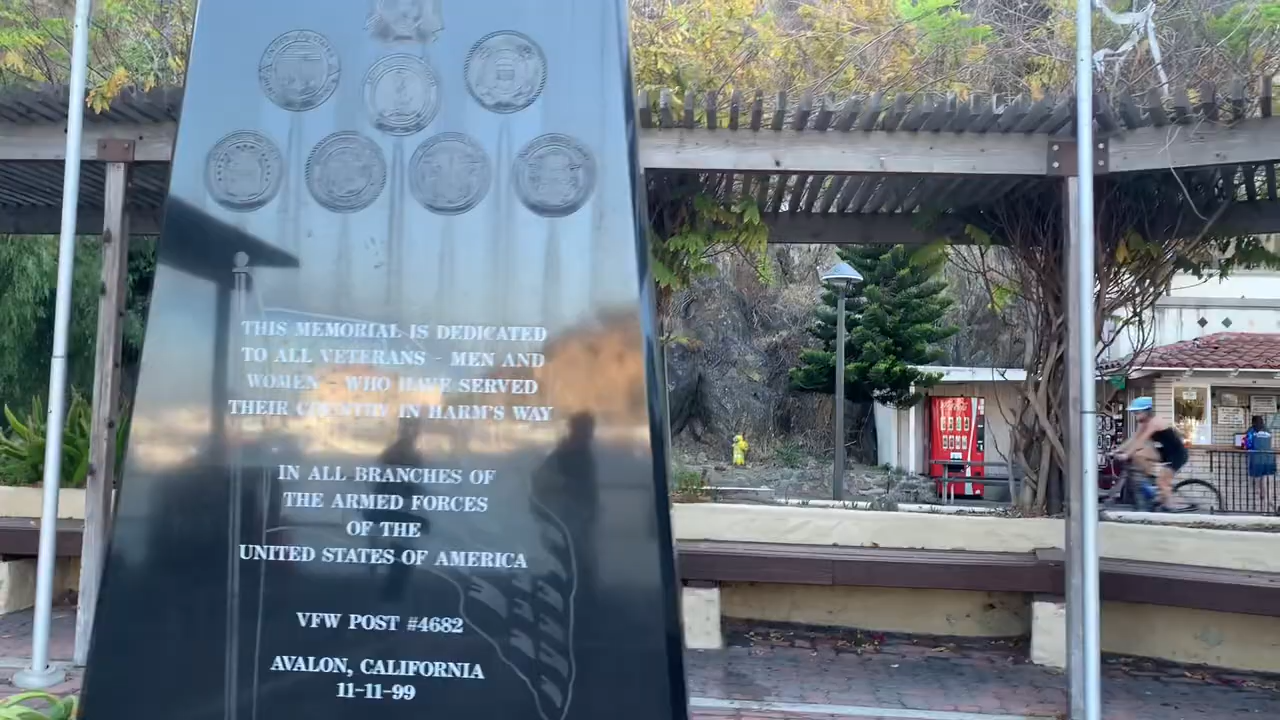 THIS MEMORIAL IS DEDICATED
TO ALL VETERANS - MEN AND
WOMEN - WHO HAVE SERVED
THEIR COUNTRY IN HARM'S WAY
IN ALL BRANCHES OF
THE ARMED FORCES
OF THE
UNITED STATES OF AMERICA
VFW POST #4682
AVALON, CALIFORNIA
11-11-99
Coca-Cola